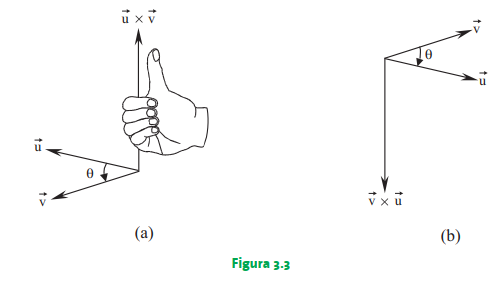 u⃗ × v⃗
v⃗
θ
u⃗
u⃗
θ
v⃗
v⃗ × u⃗
(a)
(b)
Figura 3.3